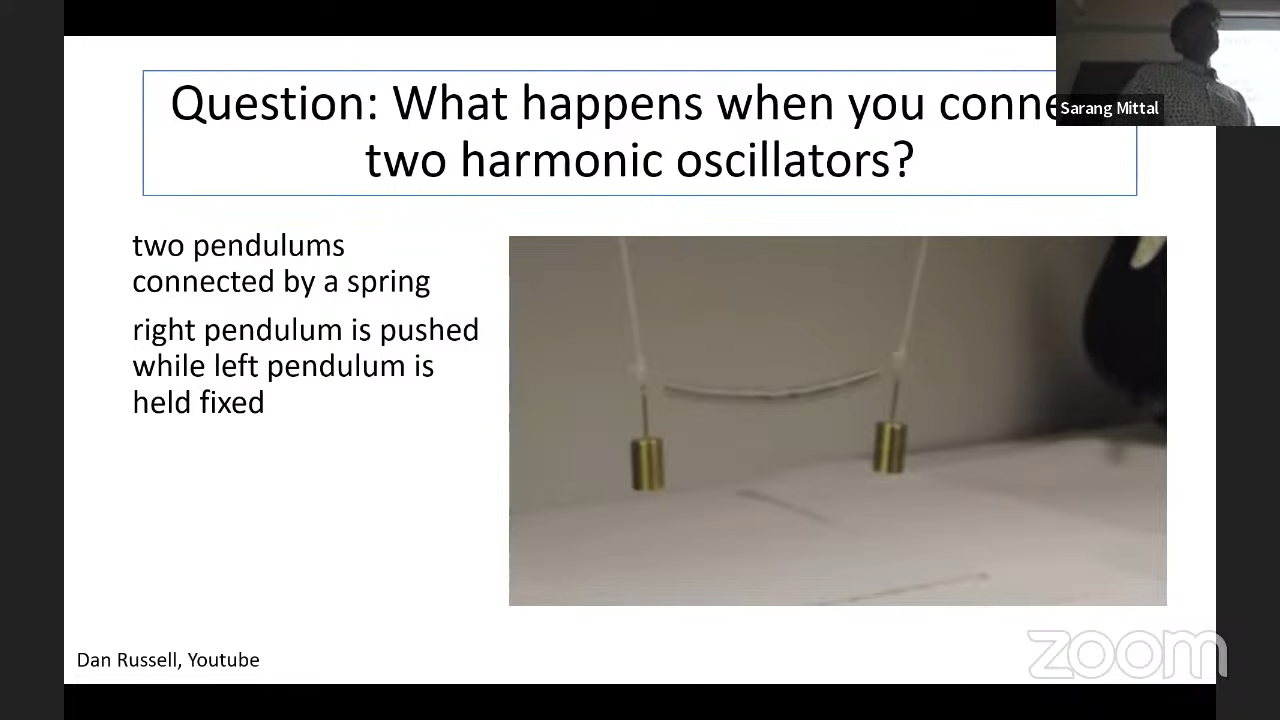 Question: What happens when you conne
two harmonic oscillators?
Sarang Mittal
two pendulums
connected by a spring
right pendulum is pushed
while left pendulum is
held fixed
Dan Russell, Youtube
zoom